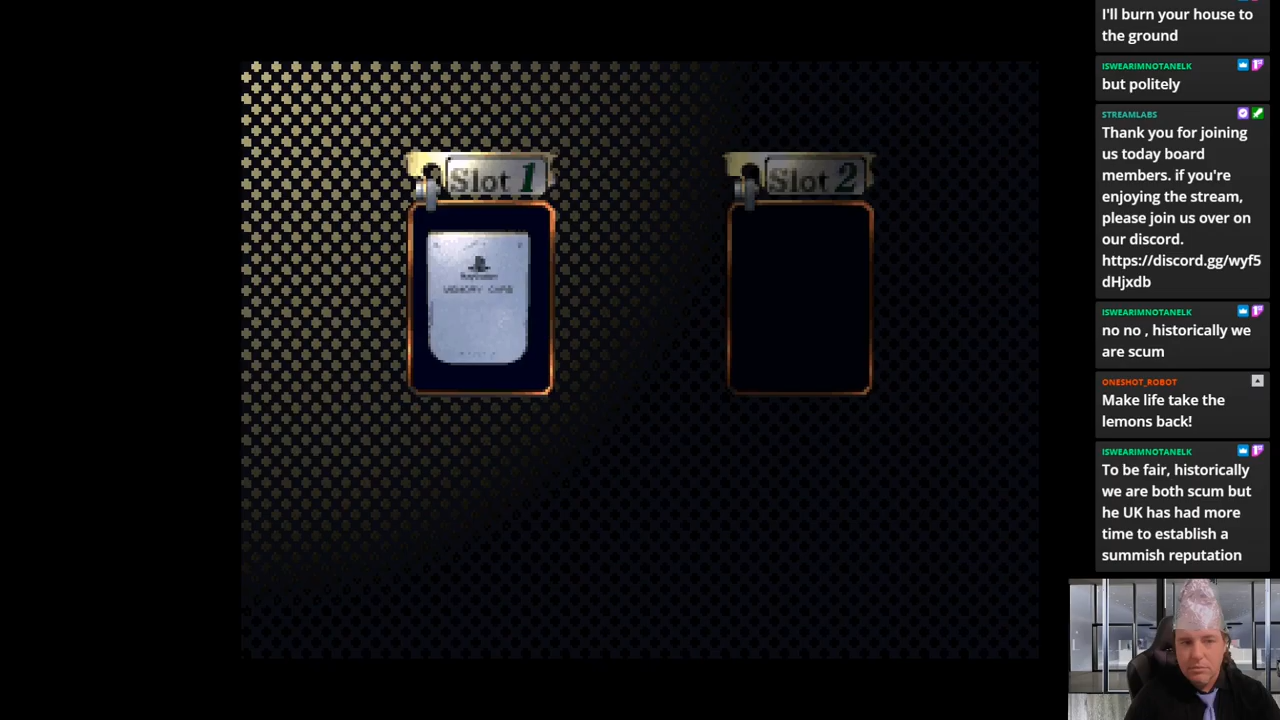 Slot 1
Slot 2
PlayStation
MEMORY CARD
I'll burn your house to
the ground
ISWEARIMNOTANELK
but politely
STREAMLABS
Thank you for joining
us today board
members. if you're
enjoying the stream,
please join us over on
our discord.
https://discord.gg/wyf5
dHjxdb
ISWEARIMNOTANELK
no no , historically we
are scum
ONESHOT_ROBOT
Make life take the
lemons back!
ISWEARIMNOTANELK
To be fair, historically
we are both scum but
he UK has had more
time to establish a
summish reputation